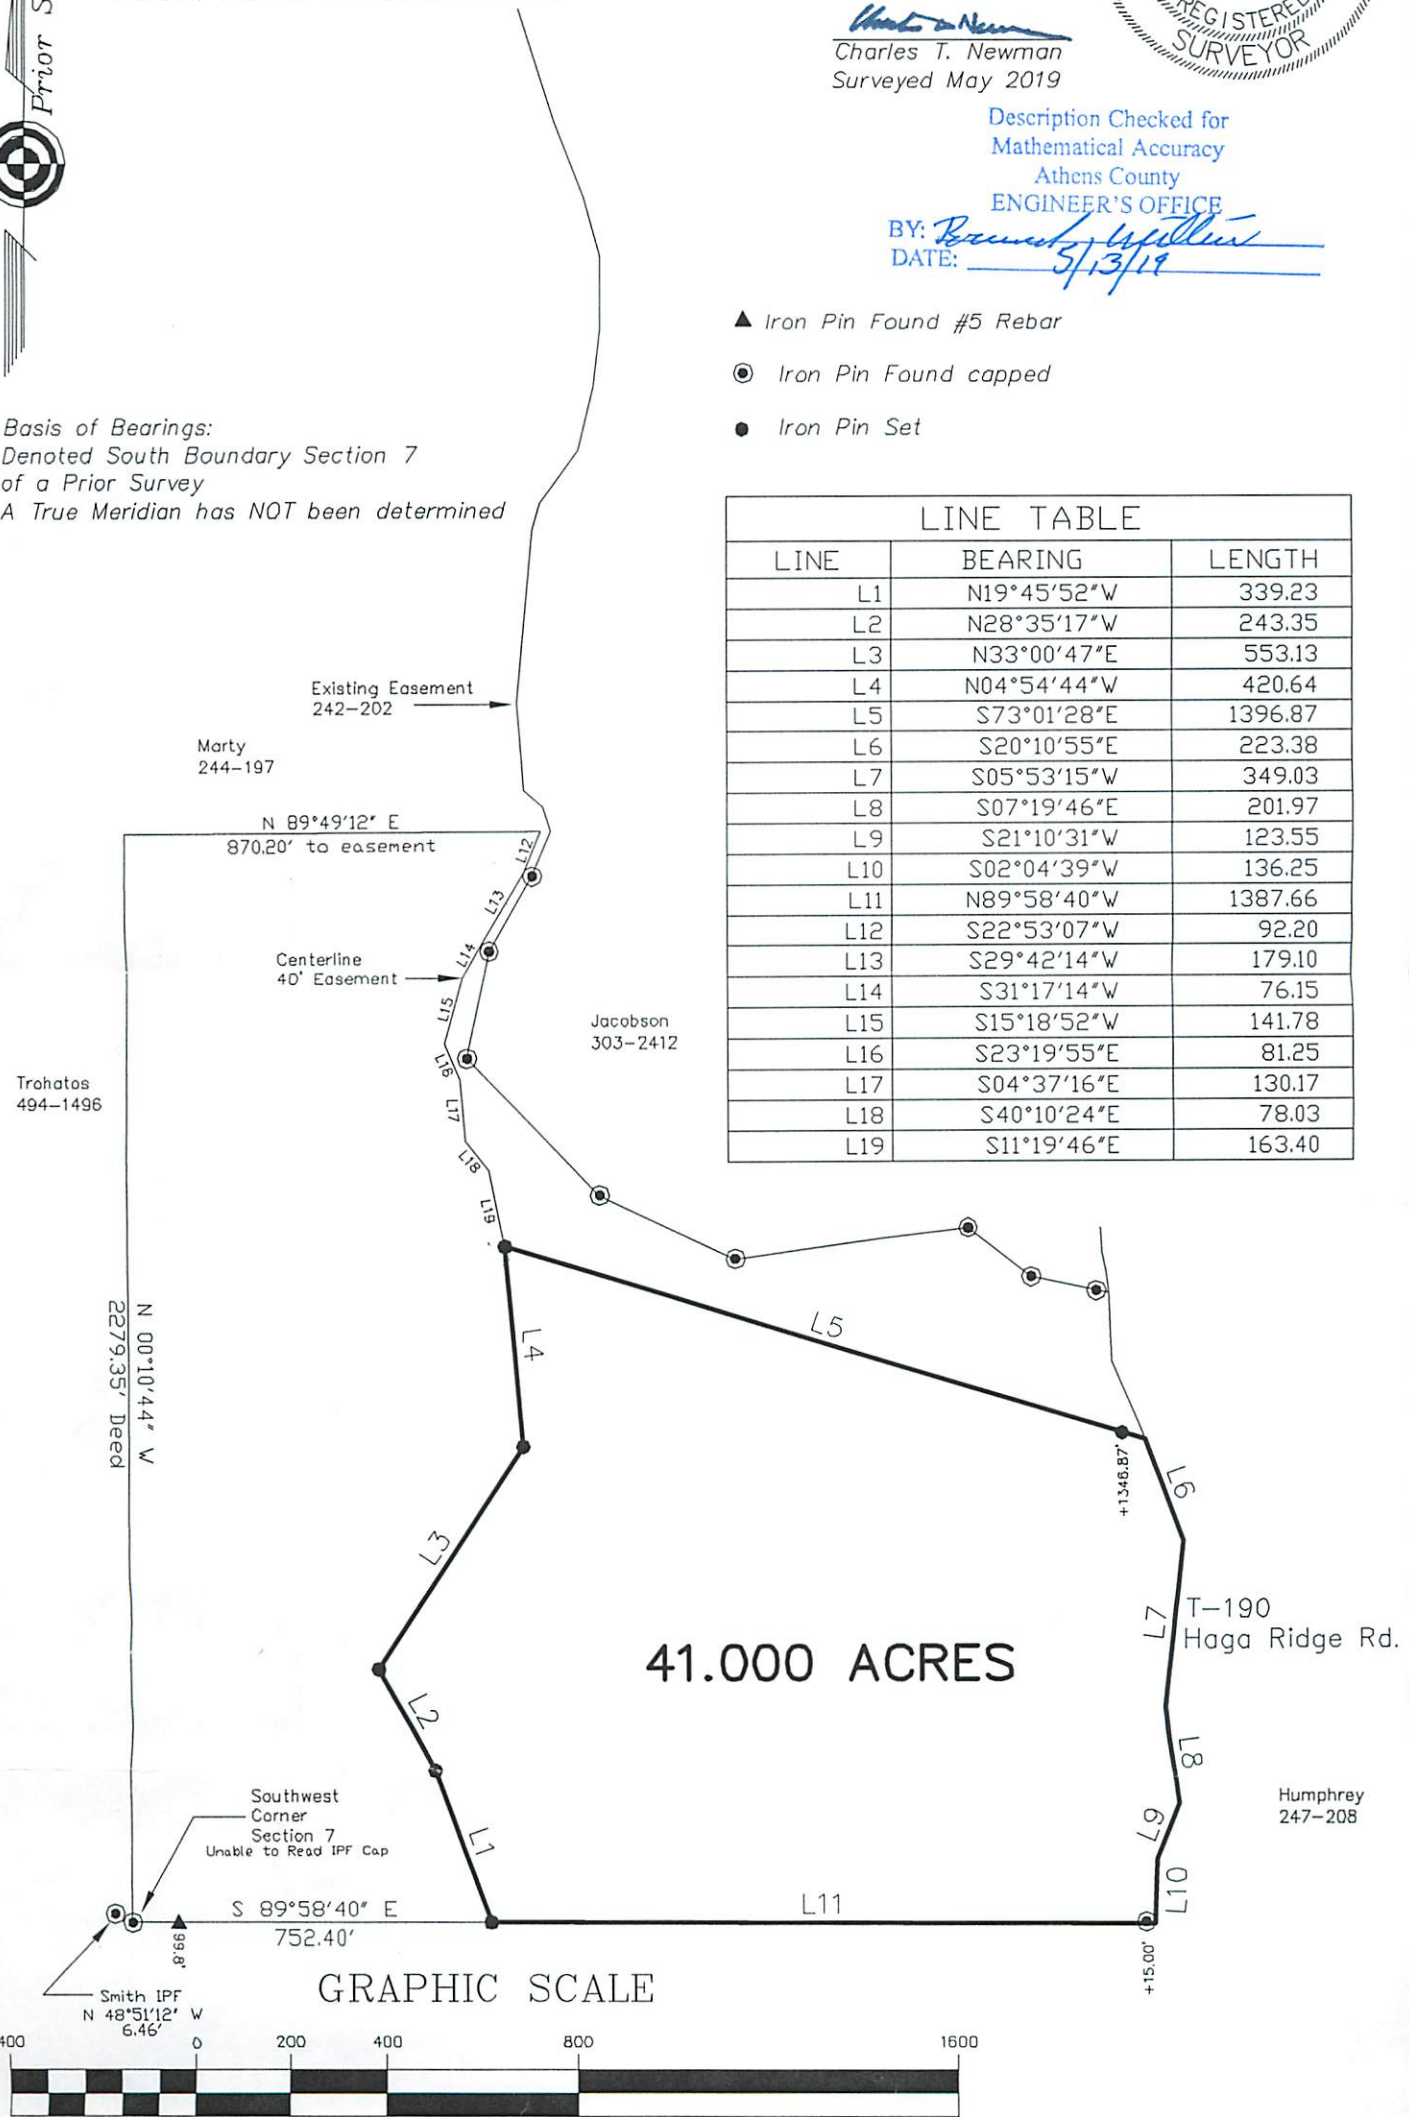 Prior S
REGISTERED
SURVEYOR
Charles T. Newman
Surveyed May 2019
Description Checked for
Mathematical Accuracy
Athens County
ENGINEER'S OFFICE
BY:
DATE: 5/13/19
Iron Pin Found #5 Rebar
Iron Pin Found capped
Iron Pin Set
Basis of Bearings:
Denoted South Boundary Section 7
of a Prior Survey
A True Meridian has NOT been determined
LINE TABLE
LINE BEARING LENGTH
L1 N19°45'52"W 339.23
L2 N28°35'17"W 243.35
L3 N33°00'47"E 553.13
L4 N04°54'44"W 420.64
L5 S73°01'28"E 1396.87
L6 S20°10'55"E 223.38
L7 S05°53'15"W 349.03
L8 S07°19'46"E 201.97
L9 S21°10'31"W 123.55
L10 S02°04'39"W 136.25
L11 N89°58'40"W 1387.66
L12 S22°53'07"W 92.20
L13 S29°42'14"W 179.10
L14 S31°17'14"W 76.15
L15 S15°18'52"W 141.78
L16 S23°19'55"E 81.25
L17 S04°37'16"E 130.17
L18 S40°10'24"E 78.03
L19 S11°19'46"E 163.40
Existing Easement
242-202
Marty
244-197
N 89°49'12" E
870.20' to easement
L12
L13
L14
Centerline
40' Easement
L15
L16
L17
L18
L19
Jacobson
303-2412
Trohatos
494-1496
N 00°10'44" W
2279.35' Deed
L5
L4
+1346.87'
L6
L3
L7
T-190
Haga Ridge Rd.
41.000 ACRES
L2
L8
L9
Humphrey
247-208
Southwest
Corner
Section 7
Unable to Read IPF Cap
L1
L10
L11
S 89°58'40" E
752.40'
99.8'
+15.00'
Smith IPF
N 48°51'12" W
6.46'
GRAPHIC SCALE
400 0 200 400 800 1600